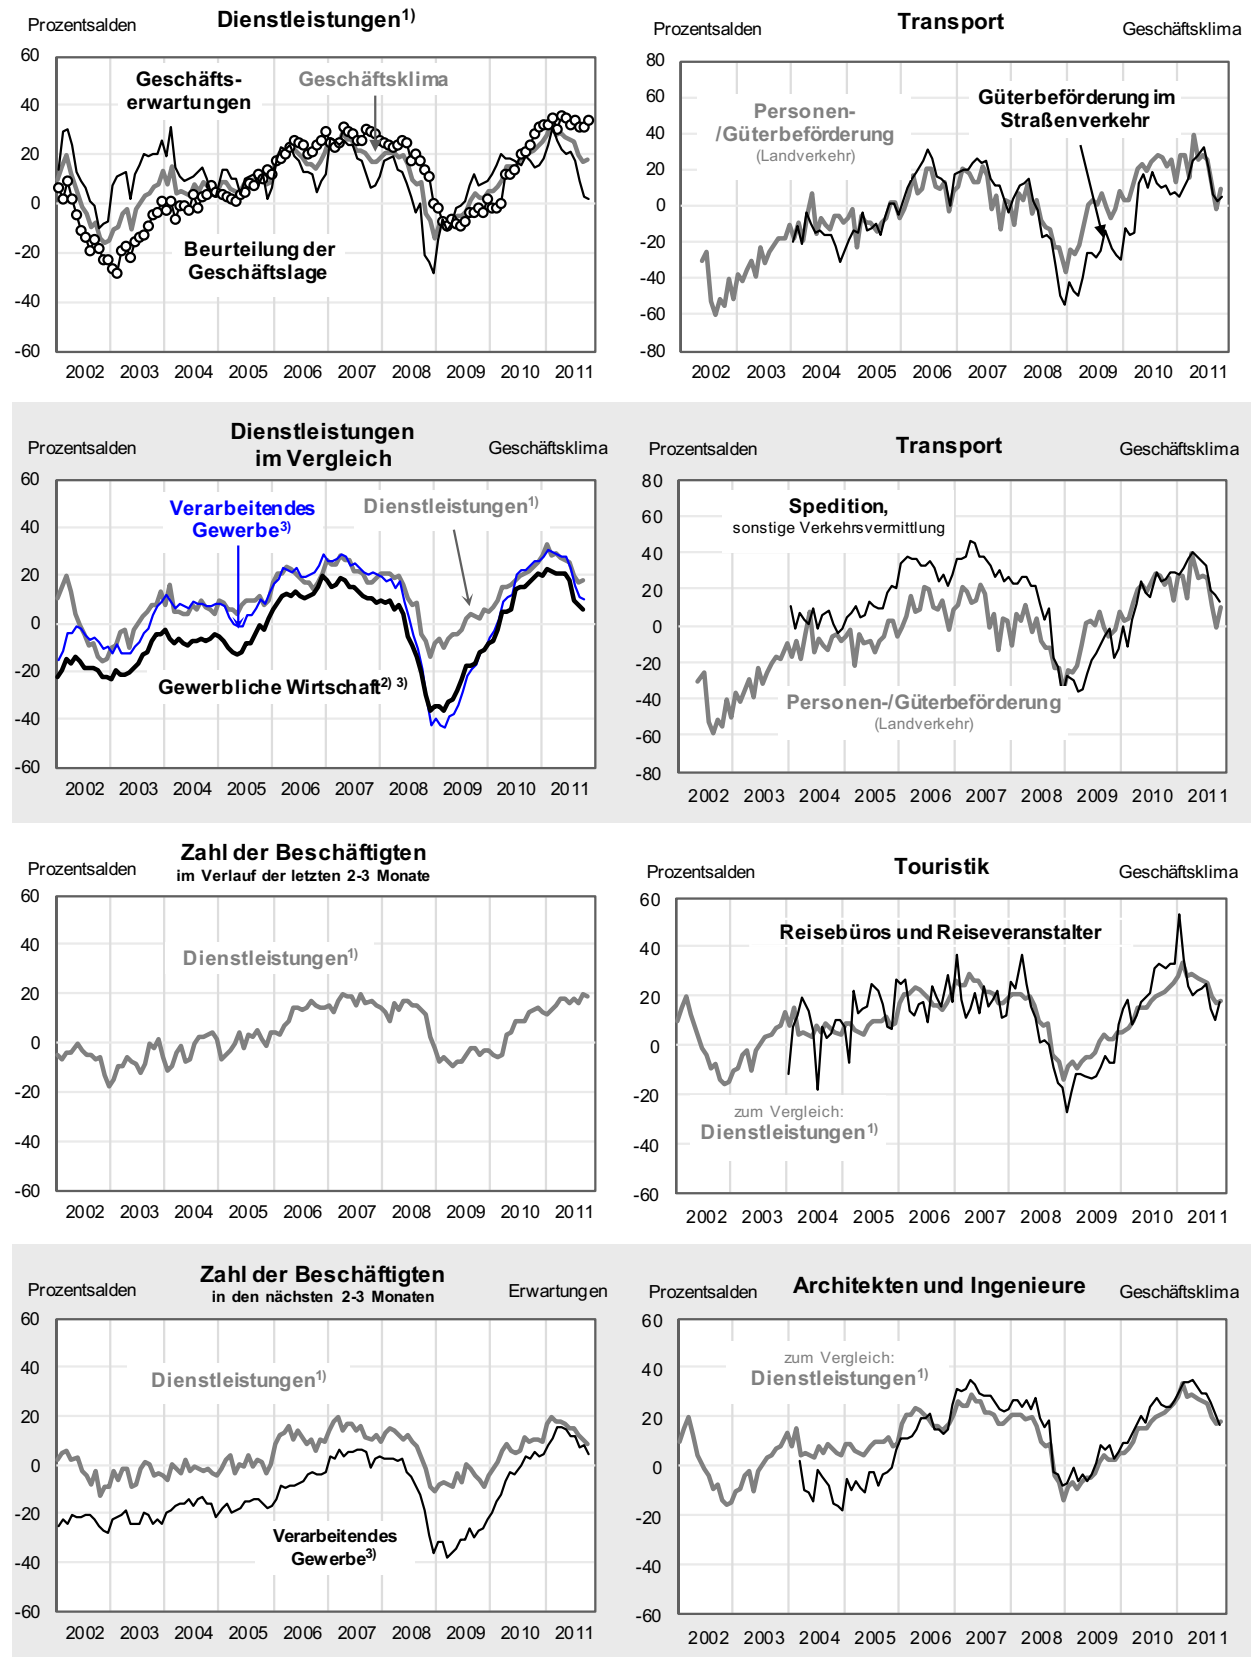 Dienstleistungen1)
Prozentsalden
60
40
20
0
-20
-40
-60
Geschäfts-
erwartungen
Geschäftsklima
Beurteilung der
Geschäftslage
2002 2003 2004 2005 2006 2007 2008 2009 2010 2011
Transport
Prozentsalden
Geschäftsklima
80
60
40
20
0
-20
-40
-60
-80
Personen-
/Güterbeförderung
(Landverkehr)
Güterbeförderung im
Straßenverkehr
2002 2003 2004 2005 2006 2007 2008 2009 2010 2011
Dienstleistungen
im Vergleich
Prozentsalden
Geschäftsklima
60
40
20
0
-20
-40
-60
Verarbeitendes
Gewerbe3)
Dienstleistungen1)
Gewerbliche Wirtschaft2) 3)
2002 2003 2004 2005 2006 2007 2008 2009 2010 2011
Transport
Prozentsalden
Geschäftsklima
80
60
40
20
0
-20
-40
-60
-80
Spedition,
sonstige Verkehrsvermittlung
Personen-/Güterbeförderung
(Landverkehr)
2002 2003 2004 2005 2006 2007 2008 2009 2010 2011
Zahl der Beschäftigten
im Verlauf der letzten 2-3 Monate
Prozentsalden
60
40
20
0
-20
-40
-60
Dienstleistungen1)
2002 2003 2004 2005 2006 2007 2008 2009 2010 2011
Touristik
Prozentsalden
Geschäftsklima
60
40
20
0
-20
-40
-60
Reisebüros und Reiseveranstalter
zum Vergleich:
Dienstleistungen1)
2002 2003 2004 2005 2006 2007 2008 2009 2010 2011
Zahl der Beschäftigten
in den nächsten 2-3 Monaten
Prozentsalden
Erwartungen
60
40
20
0
-20
-40
-60
Dienstleistungen1)
Verarbeitendes
Gewerbe3)
2002 2003 2004 2005 2006 2007 2008 2009 2010 2011
Architekten und Ingenieure
Prozentsalden
Geschäftsklima
60
40
20
0
-20
-40
-60
zum Vergleich:
Dienstleistungen1)
2002 2003 2004 2005 2006 2007 2008 2009 2010 2011